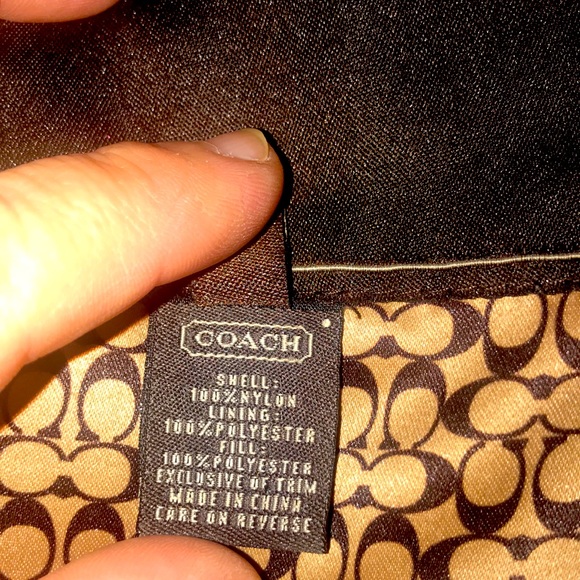 COACH
SHELL:
100% NYLON
LINING:
100% POLYESTER
FILL:
100% POLYESTER
EXCLUSIVE OF TRIM
MADE IN CHINA
CARE ON REVERSE